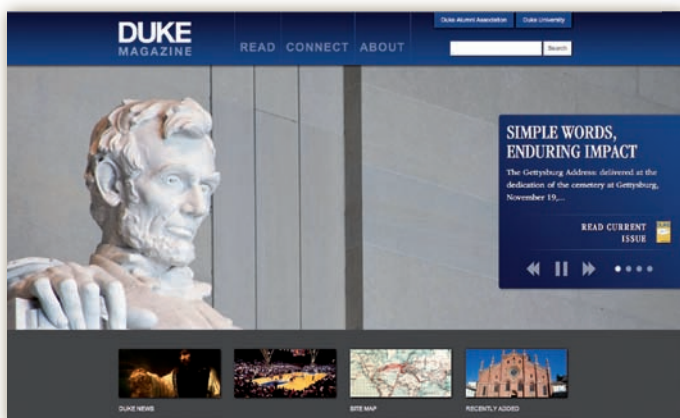 Duke Alumni Association
Duke University
DUKE
MAGAZINE
READ
CONNECT
ABOUT
Search
SIMPLE WORDS,
ENDURING IMPACT
The Gettysburg Address: delivered at the
dedication of the cemetery at Gettysburg,
November 19,...
READ CURRENT
ISSUE
DUKE
DUKE NEWS
SITE MAP
RECENTLY ADDED